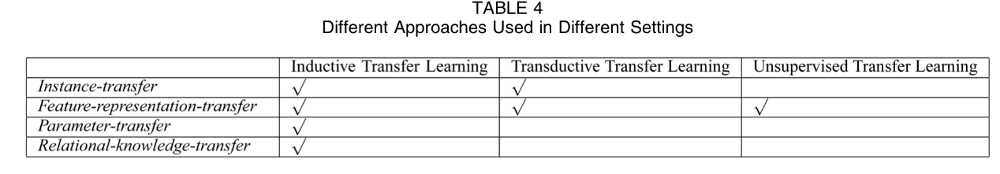 TABLE 4
Different Approaches Used in Different Settings
Inductive Transfer Learning Transductive Transfer Learning Unsupervised Transfer Learning
Instance-transfer √ √
Feature-representation-transfer √ √ √
Parameter-transfer √
Relational-knowledge-transfer √